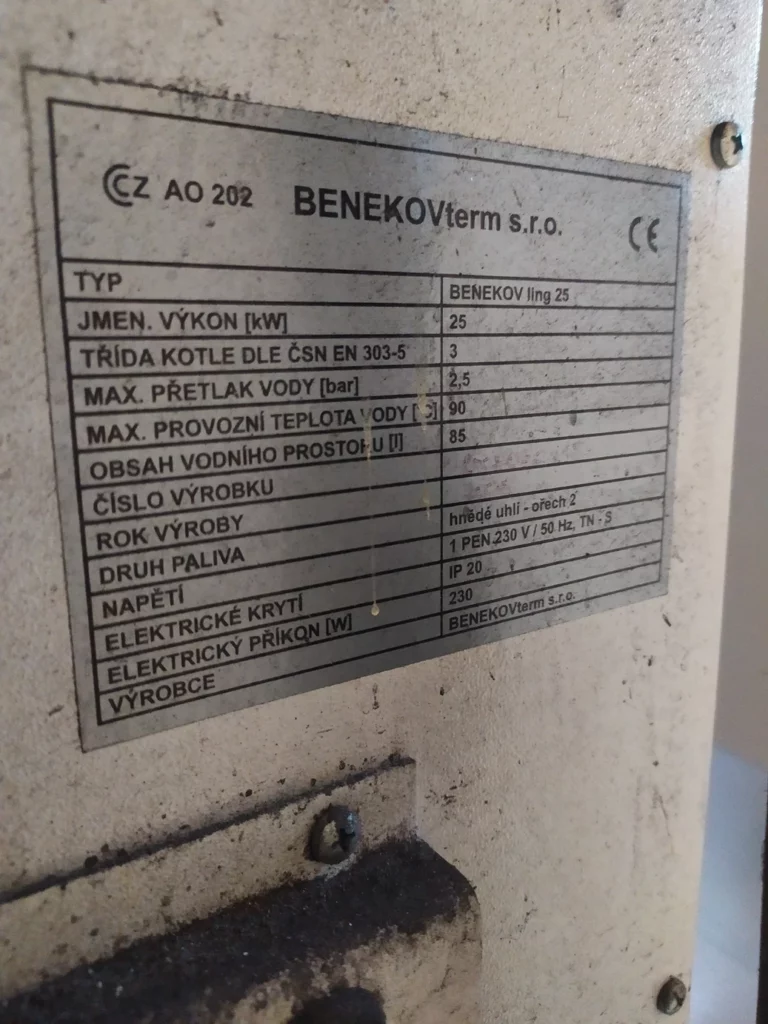 CZ AO 202 BENEKOVterm s.r.o. CE
TYP BENEKOV ling 25
JMEN. VÝKON [kW] 25
TŘÍDA KOTLE DLE ČSN EN 303-5 3
MAX. PŘETLAK VODY [bar] 2,5
MAX. PROVOZNÍ TEPLOTA VODY [°C] 90
OBSAH VODNÍHO PROSTORU [l] 85
ČÍSLO VÝROBKU
ROK VÝROBY
DRUH PALIVA hnědé uhlí - ořech 2
NAPĚTÍ 1 PEN 230 V / 50 Hz, TN - S
ELEKTRICKÉ KRYTÍ IP 20
ELEKTRICKÝ PŘÍKON [W] 230
VÝROBCE BENEKOVterm s.r.o.